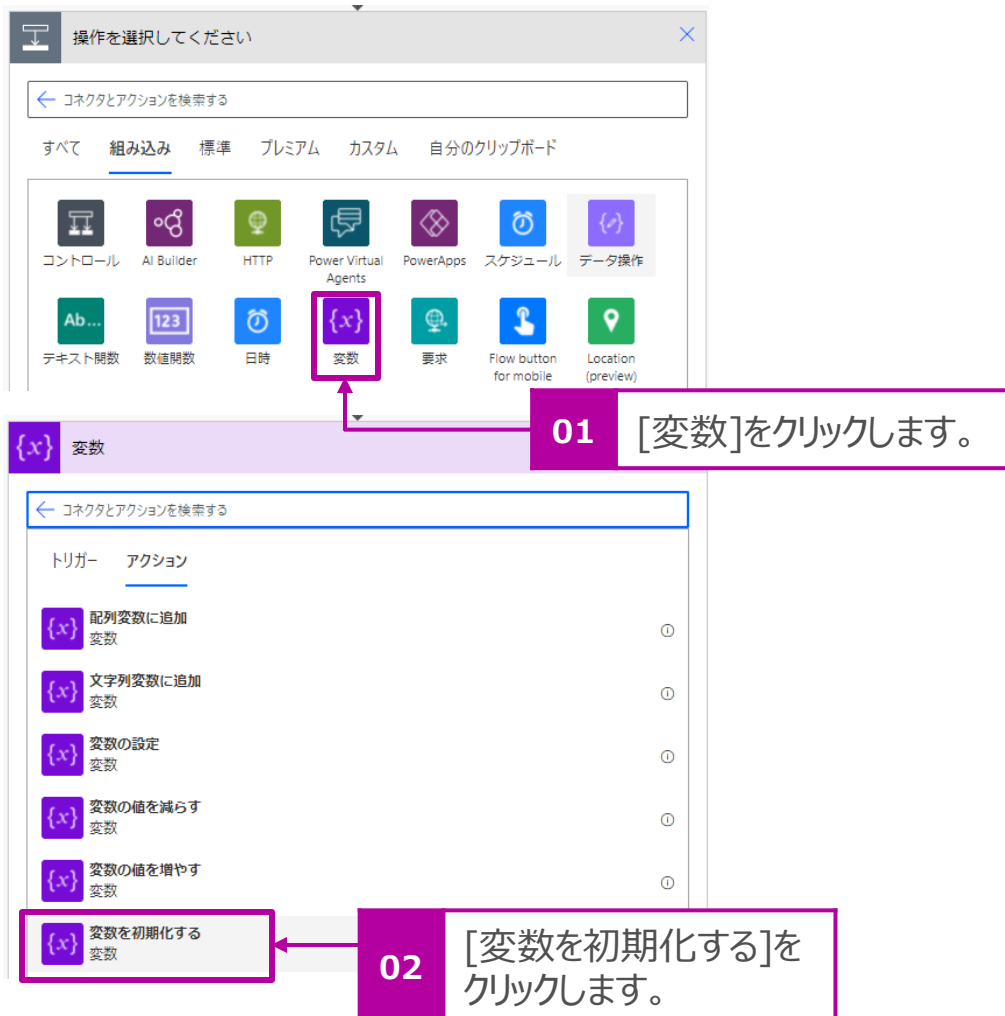 操作を選択してください
コネクタとアクションを検索する
すべて 組み込み 標準 プレミアム カスタム 自分のクリップボード
コントロール AI Builder HTTP Power Virtual Agents PowerApps スケジュール データ操作
Ab...
123
{x}
テキスト関数 数値関数 日時 変数 要求 Flow button for mobile Location (preview)
01 [変数]をクリックします。
{x} 変数
コネクタとアクションを検索する
トリガー アクション
{x} 配列変数に追加
変数
{x} 文字列変数に追加
変数
{x} 変数の設定
変数
{x} 変数の値を減らす
変数
{x} 変数の値を増やす
変数
{x} 変数を初期化する
変数
02 [変数を初期化する]を
クリックします。